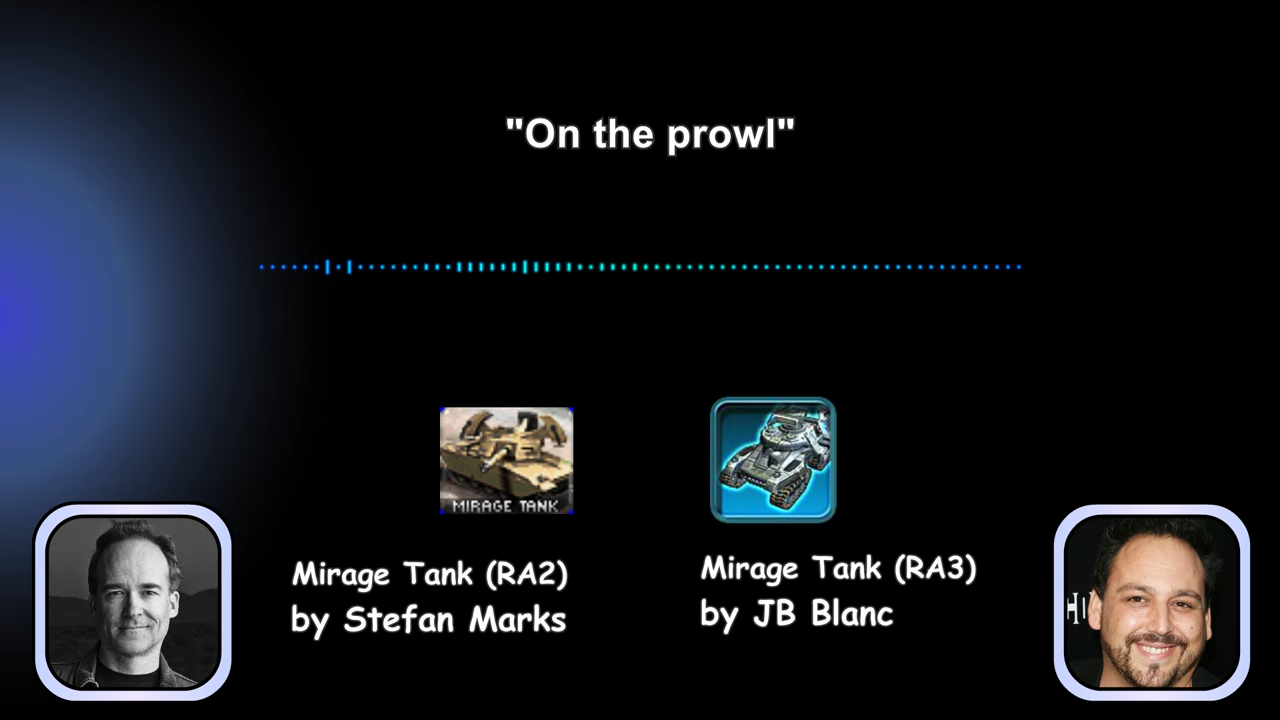 "On the prowl"
MIRAGE TANK
Mirage Tank (RA2)
by Stefan Marks
Mirage Tank (RA3)
by JB Blanc